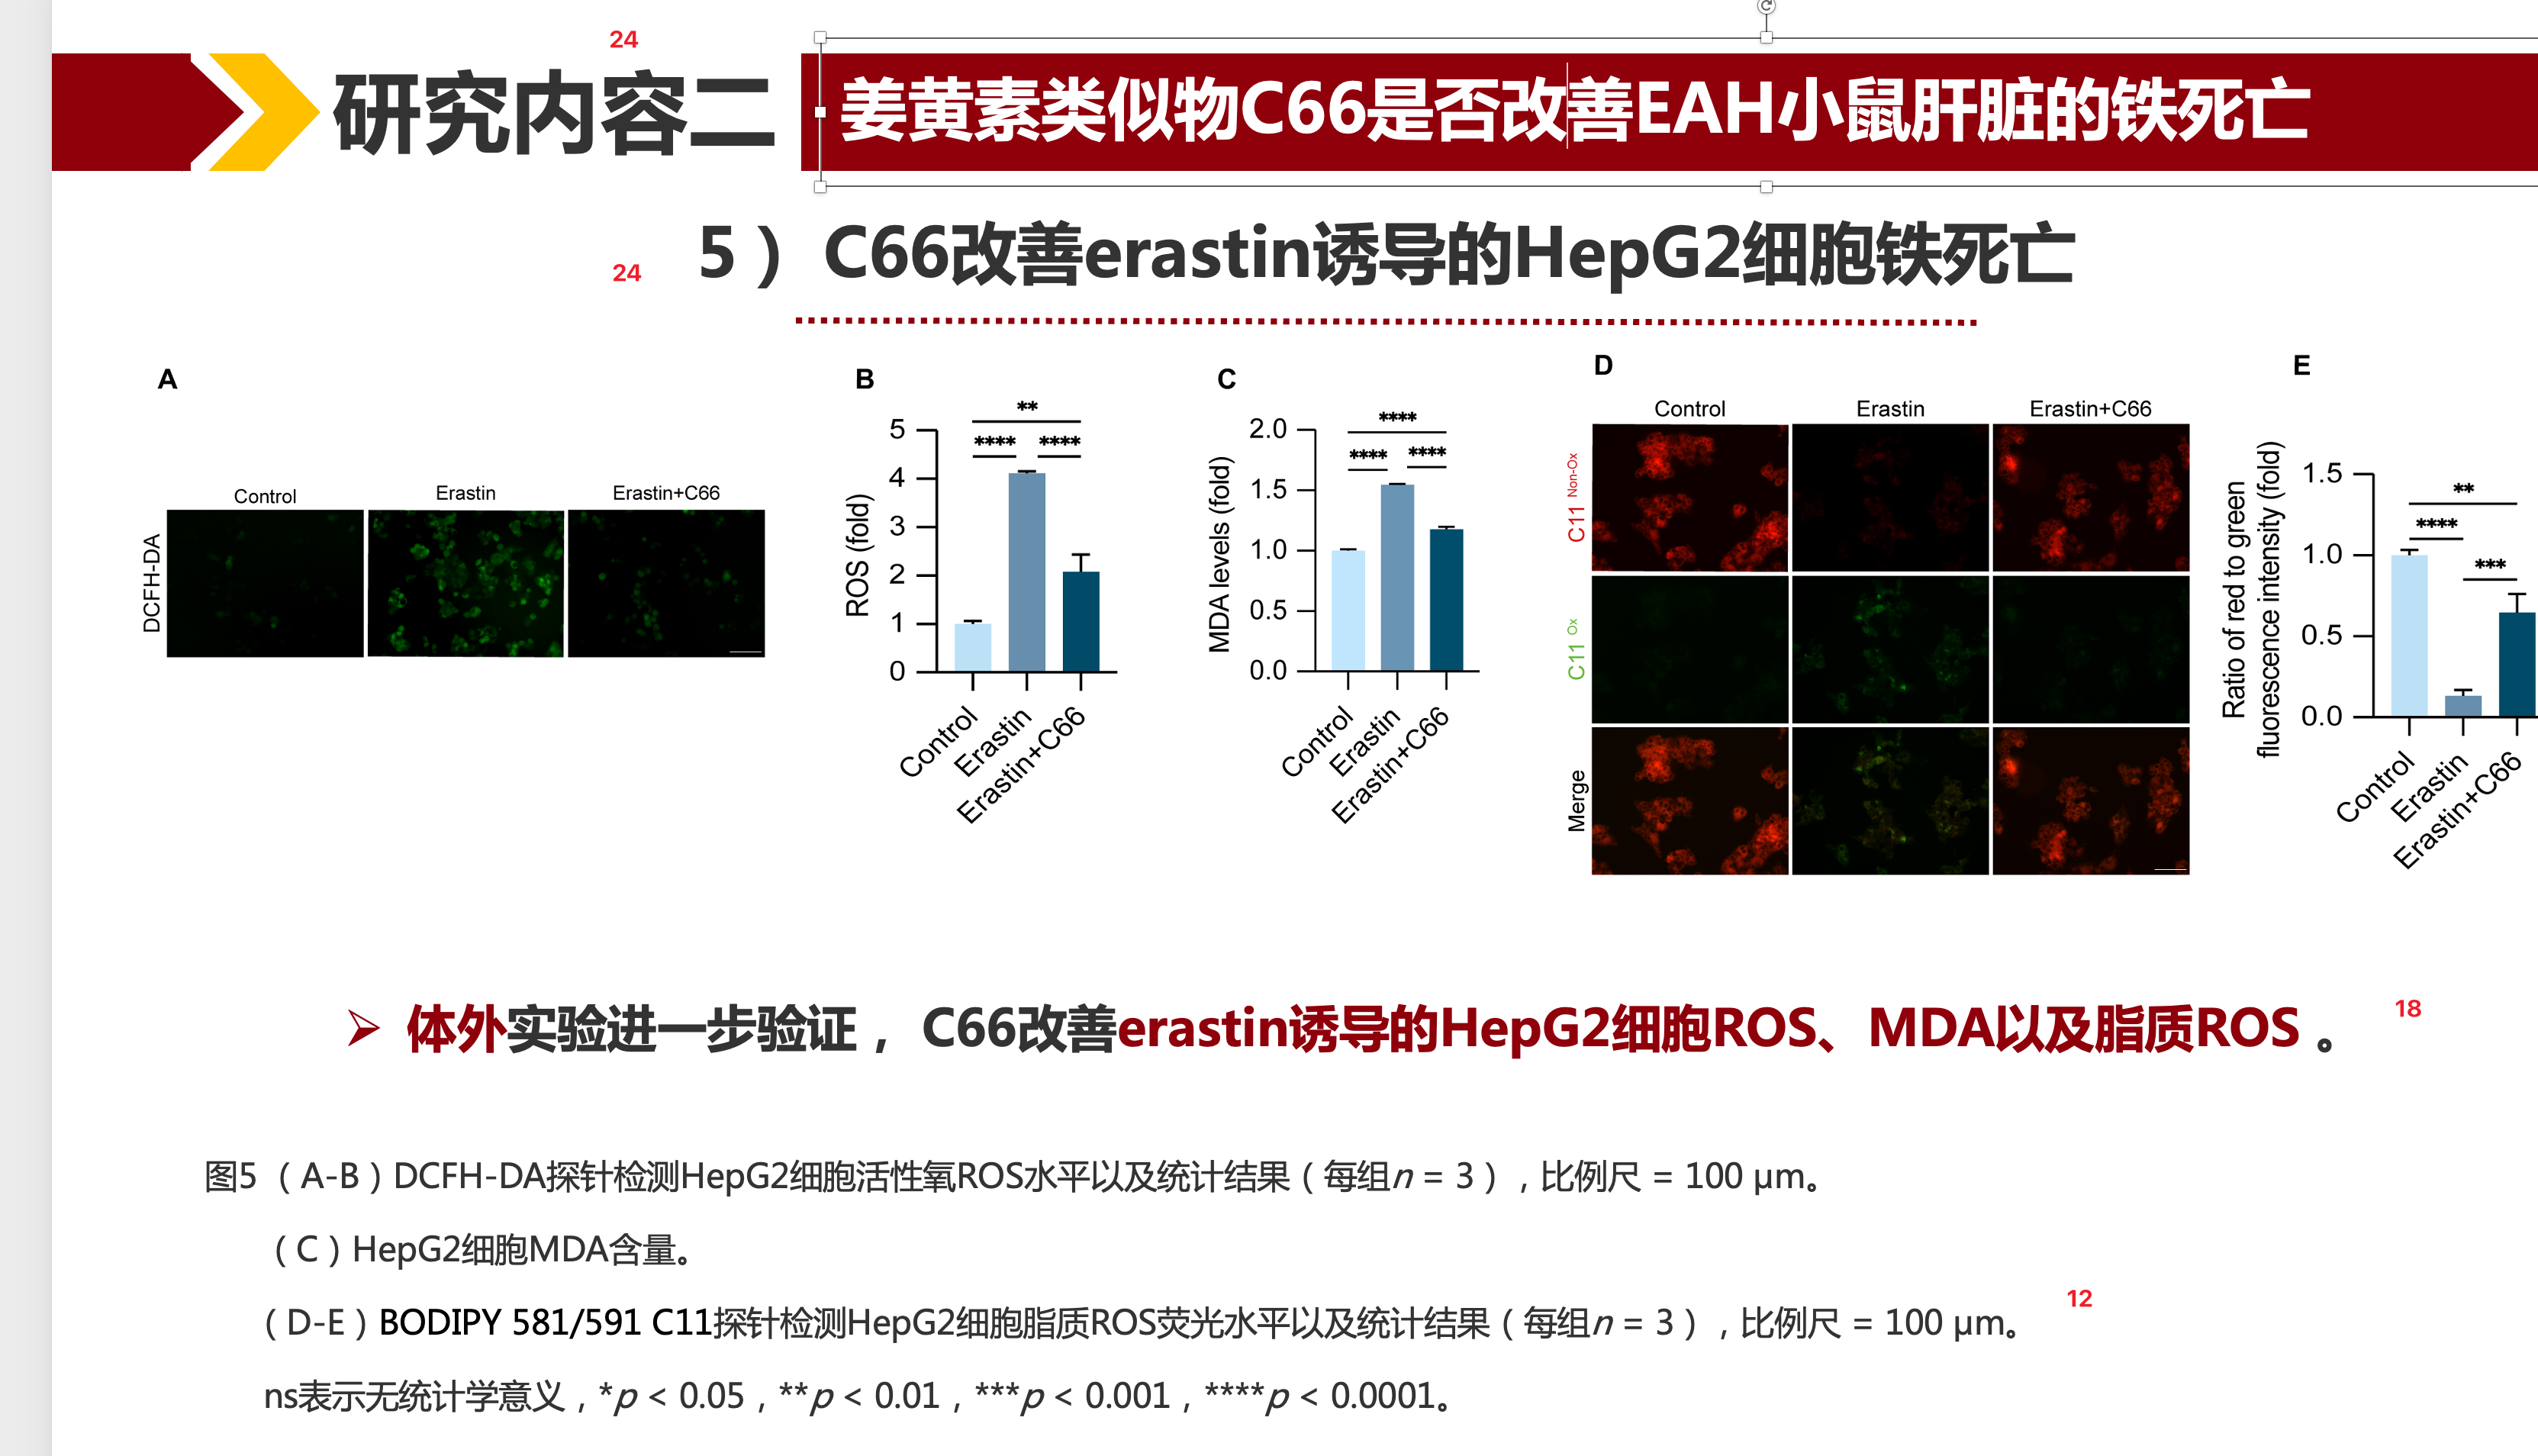 24
研究内容二
姜黄素类似物C66是否改善EAH小鼠肝脏的铁死亡
24
5）C66改善erastin诱导的HepG2细胞铁死亡
A
Control
Erastin
Erastin+C66
DCFH-DA
B
ROS (fold)
5
4
3
2
1
0
**
****
****
Control
Erastin
Erastin+C66
C
MDA levels (fold)
2.0
1.5
1.0
0.5
0.0
****
****
****
Control
Erastin
Erastin+C66
D
Control
Erastin
Erastin+C66
C11 Non-Ox
C11 Ox
Merge
E
Ratio of red to green
fluorescence intensity (fold)
1.5
1.0
0.5
0.0
**
****
***
Control
Erastin
Erastin+C66
➢ 体外实验进一步验证，C66改善erastin诱导的HepG2细胞ROS、MDA以及脂质ROS 。
18
图5 （A-B）DCFH-DA探针检测HepG2细胞活性氧ROS水平以及统计结果（每组n = 3），比例尺 = 100 μm。
（C）HepG2细胞MDA含量。
（D-E）BODIPY 581/591 C11探针检测HepG2细胞脂质ROS荧光水平以及统计结果（每组n = 3），比例尺 = 100 μm。
12
ns表示无统计学意义，*p < 0.05，**p < 0.01，***p < 0.001，****p < 0.0001。